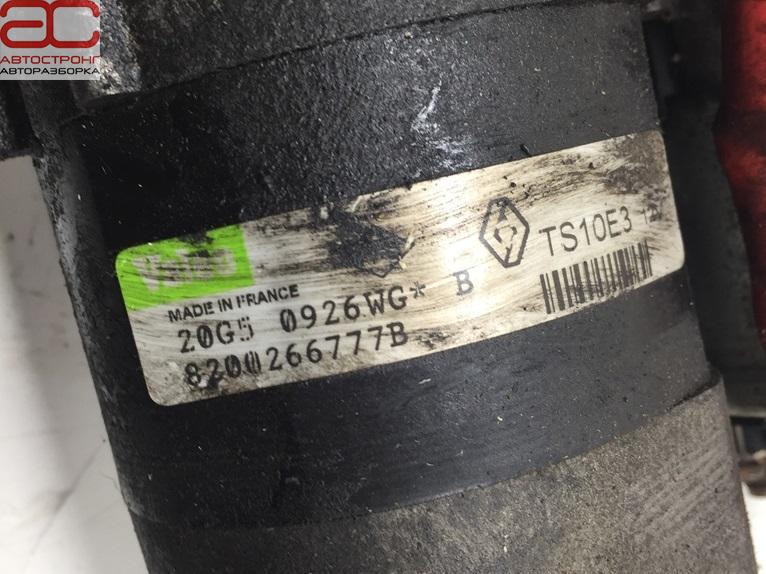 АС
АВТОСТРОНГ
АВТОРАЗБОРКА
Valeo
MADE IN FRANCE
TS10E3
20G5 0926WG* B
8200266777B